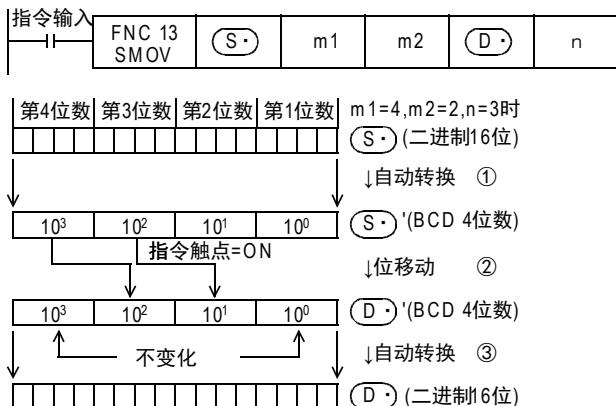 指令输入
FNC 13 SMOV S· m1 m2 D· n
第4位数 第3位数 第2位数 第1位数 m1=4,m2=2,n=3时
S· (二进制16位)
↓自动转换 ①
10³ 10² 10¹ 10⁰ S· '(BCD 4位数)
指令触点=ON
↓位移动 ②
10³ 10² 10¹ 10⁰ D· '(BCD 4位数)
不变化 ↓自动转换 ③
D· (二进制16位)